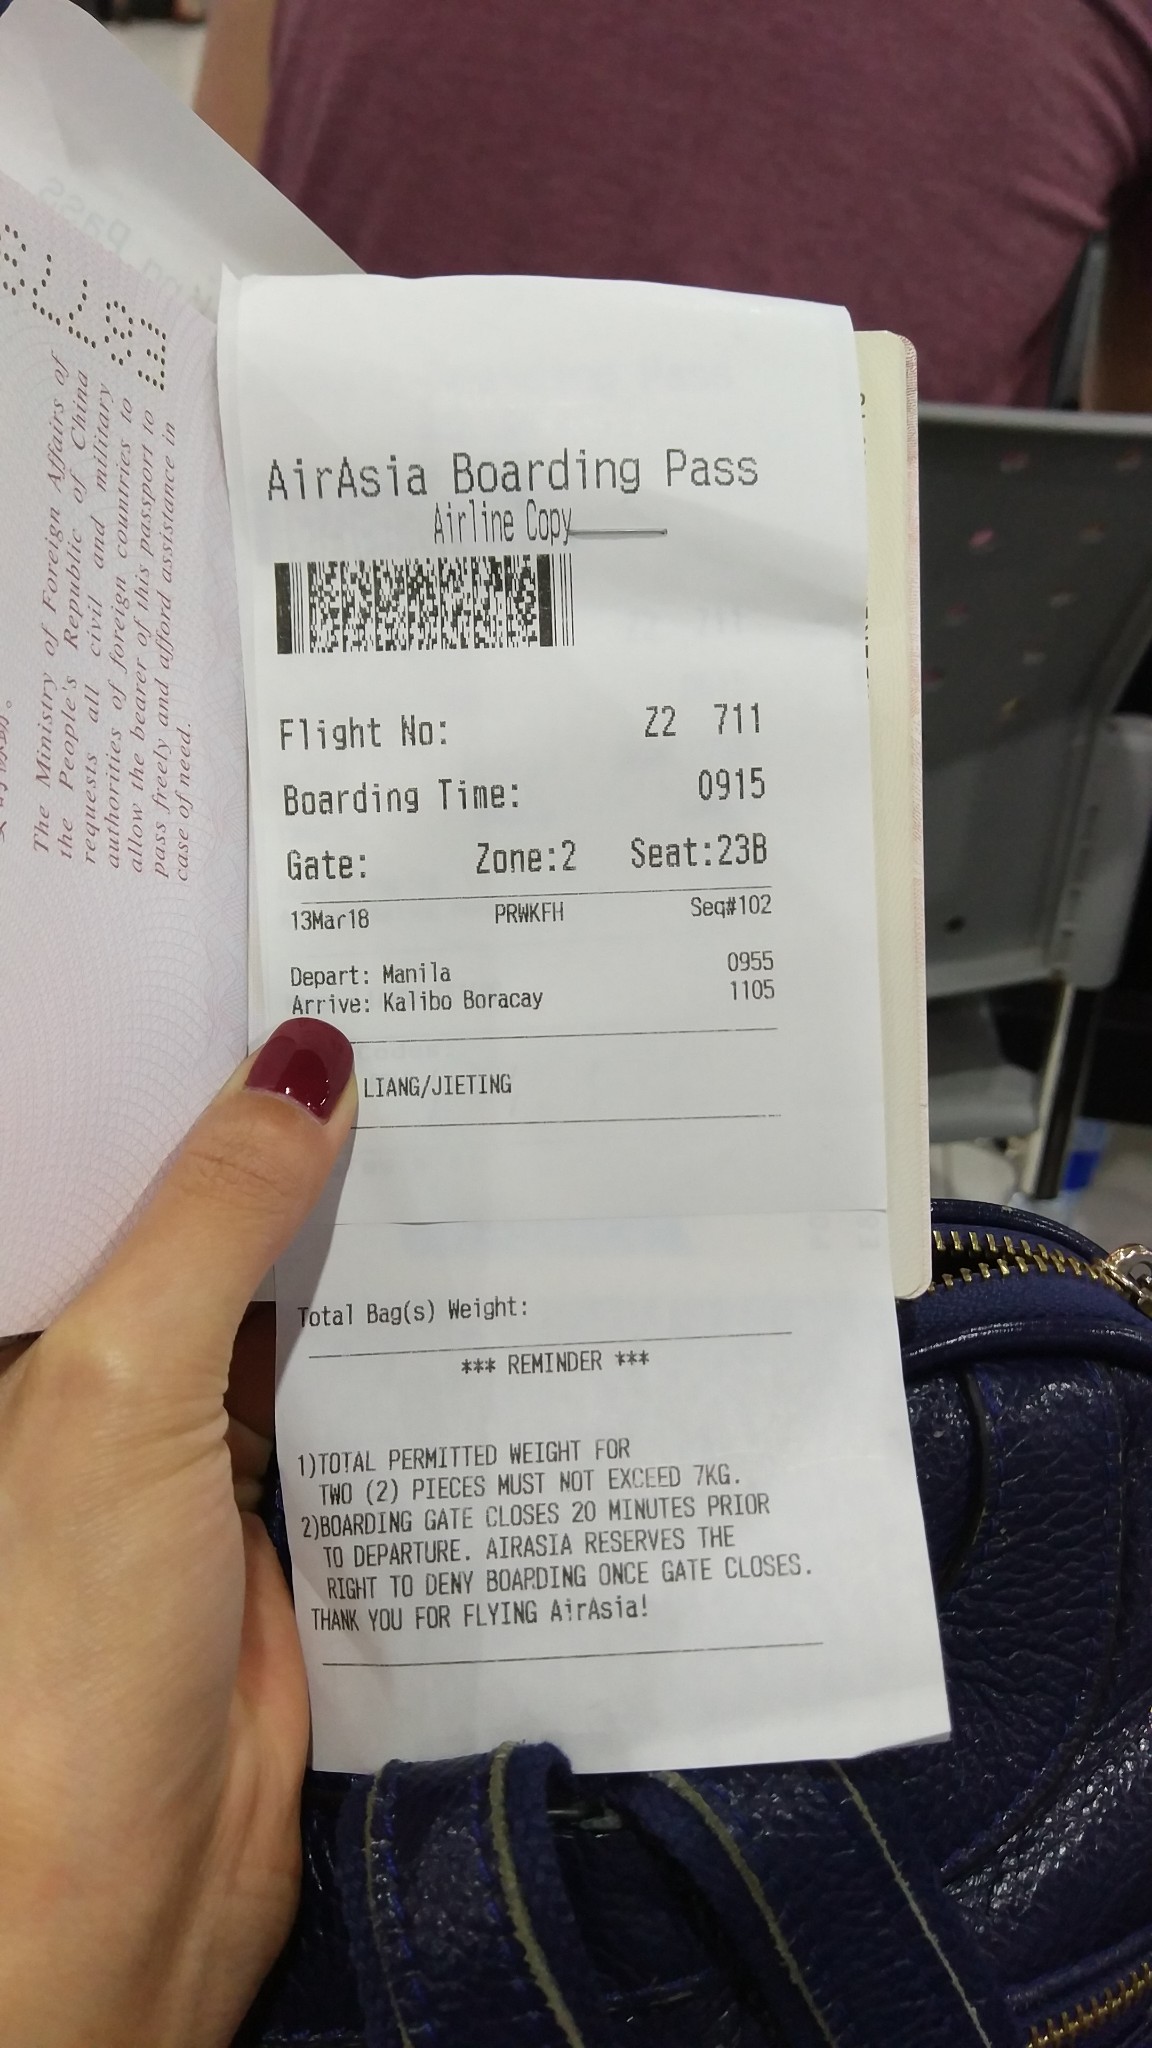 The Ministry of Foreign Affairs of
the People's Republic of China
requests all civil and military
authorities of foreign countries to
allow the bearer of this passport to
pass freely and afford assistance in
case of need.
AirAsia Boarding Pass
Airline Copy
Flight No: Z2 711
Boarding Time: 0915
Gate: Zone:2 Seat:23B
13Mar18 PRWKFH Seq#102
Depart: Manila 0955
Arrive: Kalibo Boracay 1105
LIANG/JIETING
Total Bag(s) Weight:
*** REMINDER ***
1)TOTAL PERMITTED WEIGHT FOR
TWO (2) PIECES MUST NOT EXCEED 7KG.
2)BOARDING GATE CLOSES 20 MINUTES PRIOR
TO DEPARTURE. AIRASIA RESERVES THE
RIGHT TO DENY BOARDING ONCE GATE CLOSES.
THANK YOU FOR FLYING AirAsia!